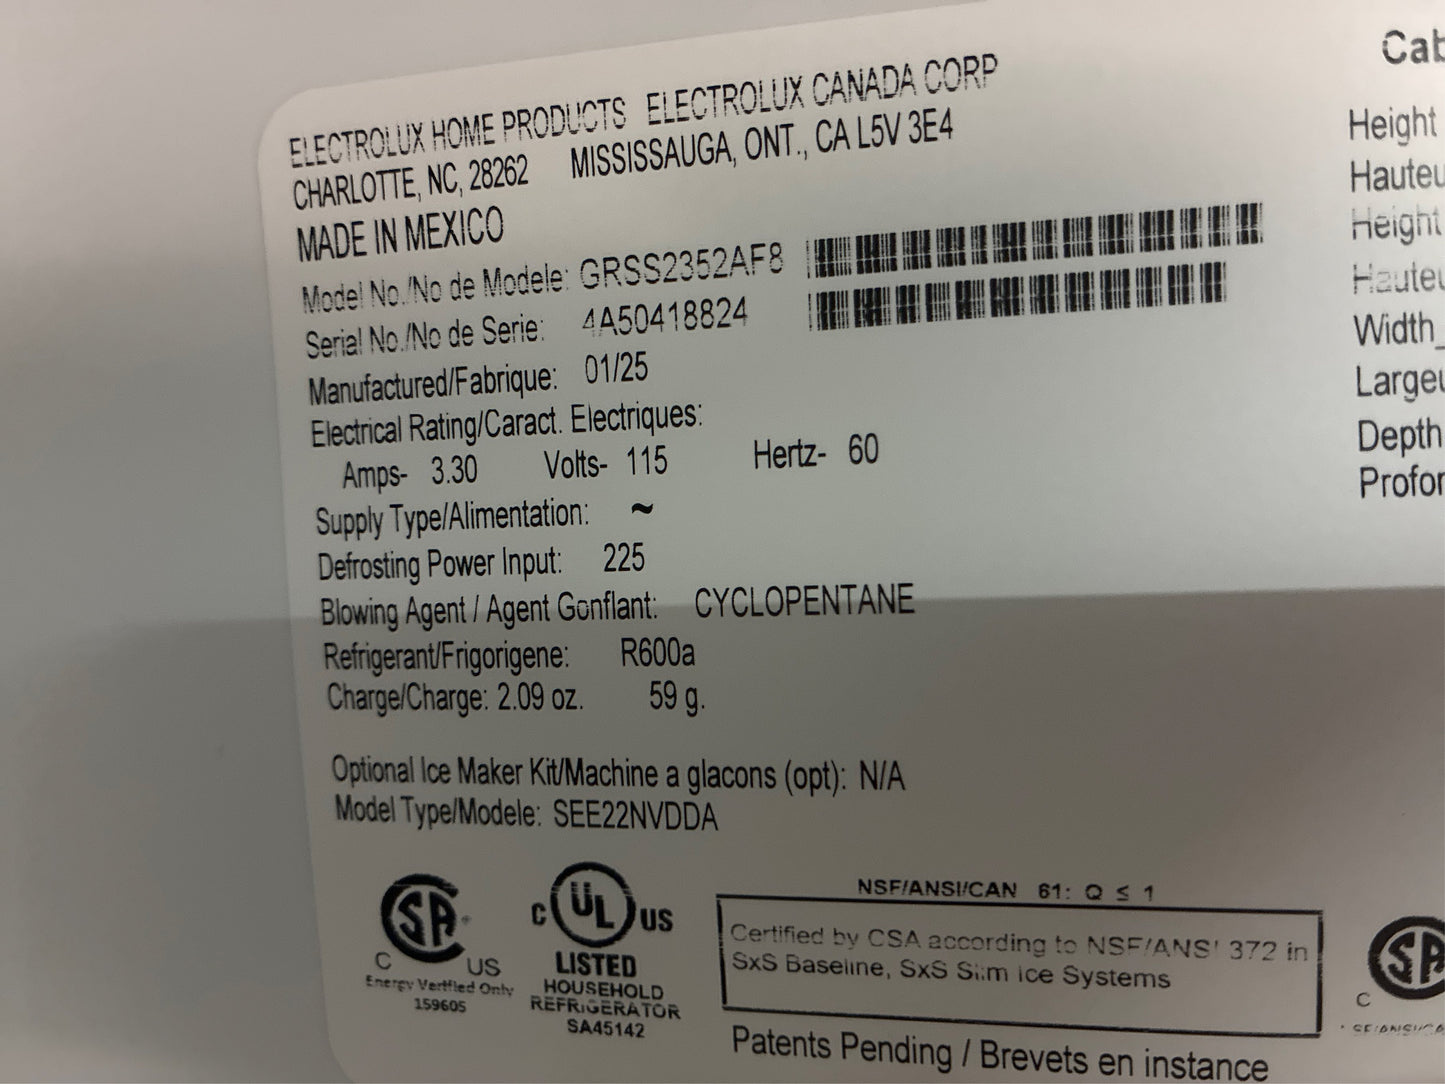 ELECTROLUX HOME PRODUCTS ELECTROLUX CANADA CORP
CHARLOTTE, NC, 28262 MISSISSAUGA, ONT., CA L5V 3E4
MADE IN MEXICO
Model No./No de Modele: GRSS2352AF8
Serial No./No de Serie: 4A50418824
Manufactured/Fabrique: 01/25
Electrical Rating/Caract. Electriques:
Amps- 3.30 Volts- 115 Hertz- 60
Supply Type/Alimentation: ~
Defrosting Power Input: 225
Blowing Agent / Agent Gonflant: CYCLOPENTANE
Refrigerant/Frigorigene: R600a
Charge/Charge: 2.09 oz. 59 g.
Optional Ice Maker Kit/Machine a glacons (opt): N/A
Model Type/Modele: SEE22NVDDA
SA
C US
Energy Verified Only
159605
C UL US
LISTED
HOUSEHOLD
REFRIGERATOR
SA45142
NSF/ANSI/CAN 61: Q ≤ 1
Certified by CSA according to NSF/ANSI 372 in
SxS Baseline, SxS Slim Ice Systems
Patents Pending / Brevets en instance
Height
Height
Width
Depth
SA
C